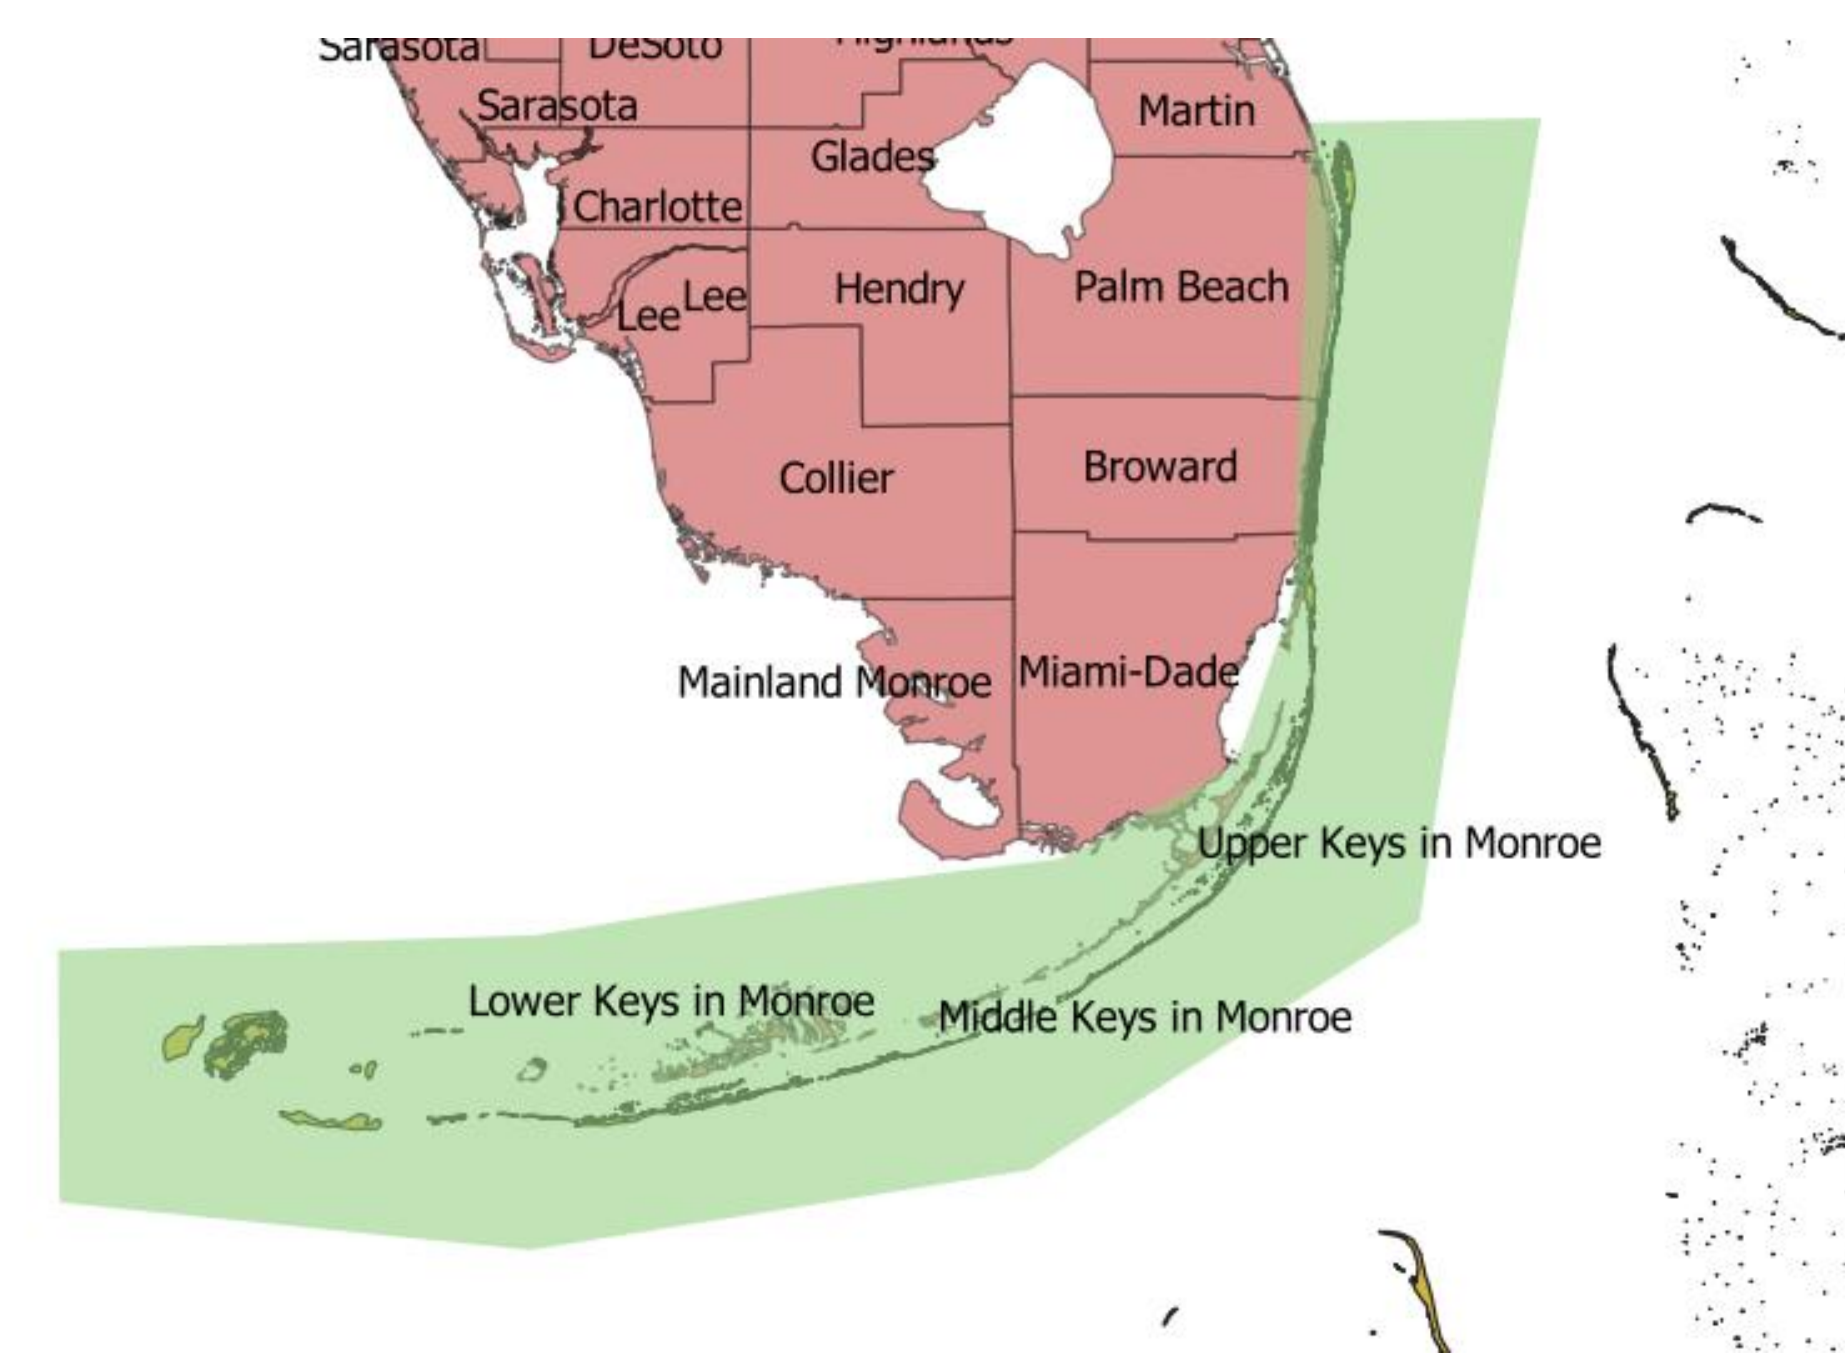 Sarasota
DeSoto
Highlands
Sarasota
Martin
Glades
Charlotte
Lee
Lee
Hendry
Palm Beach
Collier
Broward
Mainland Monroe
Miami-Dade
Upper Keys in Monroe
Lower Keys in Monroe
Middle Keys in Monroe